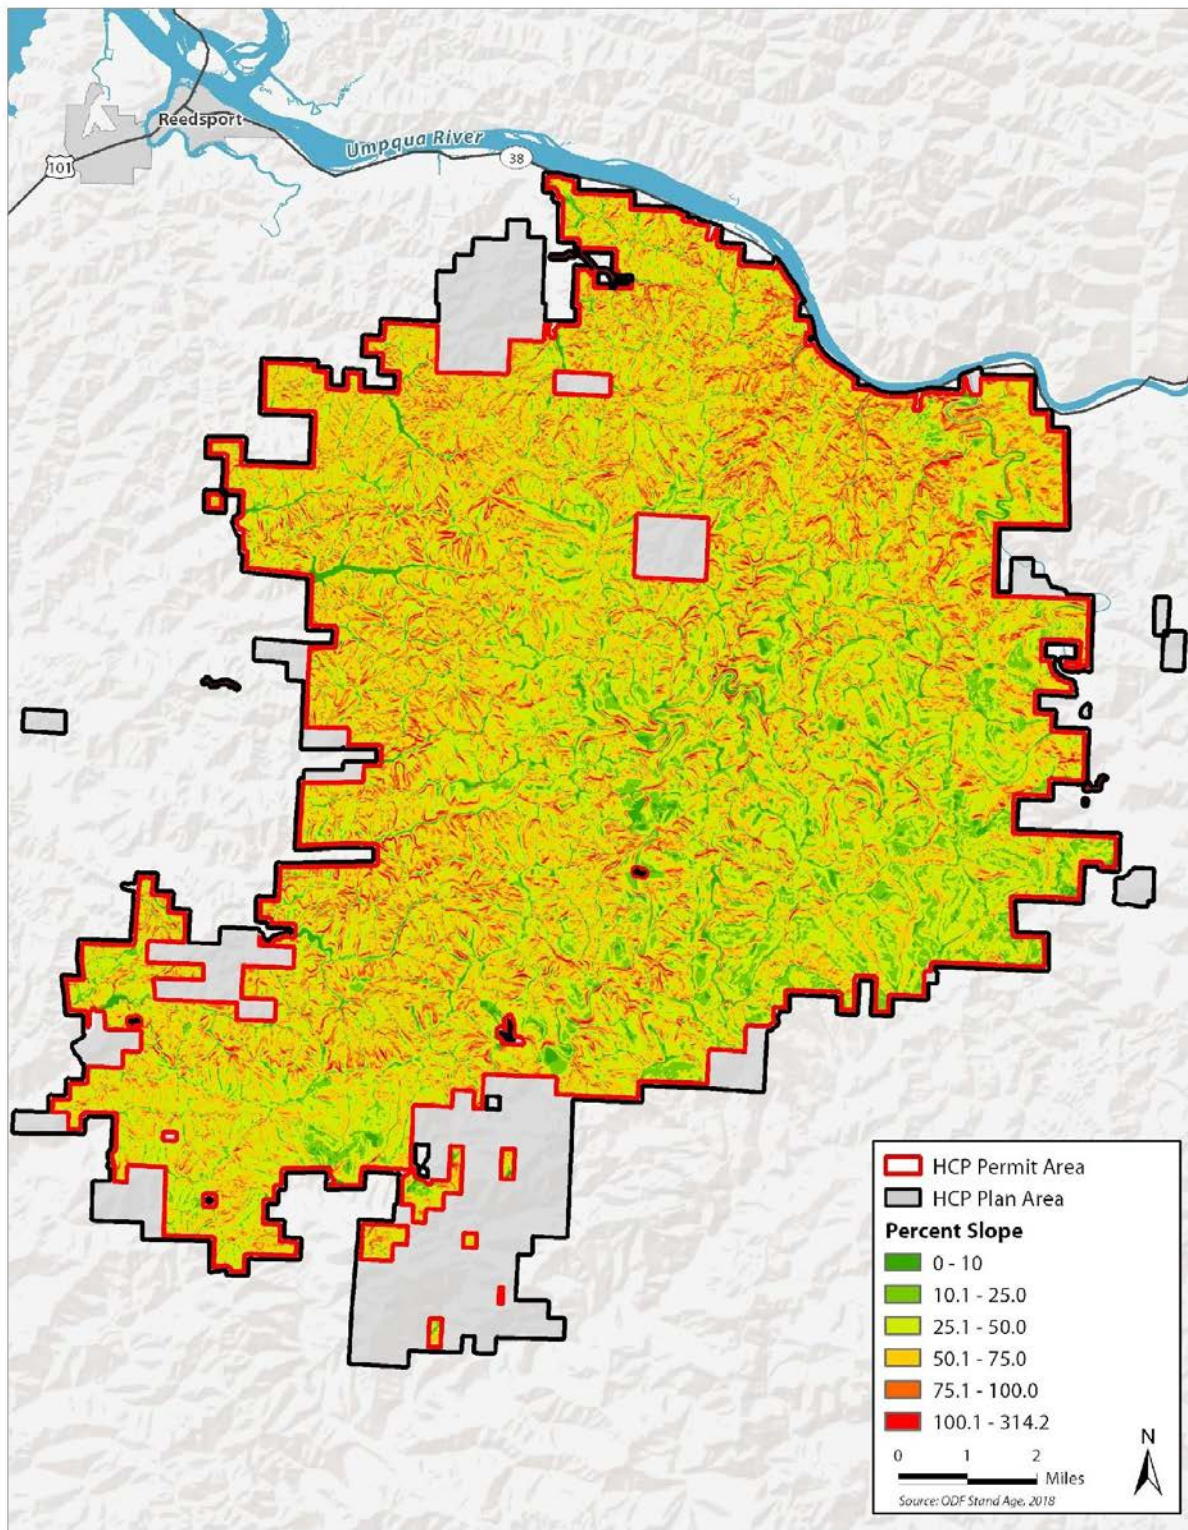 Reedsport
Umpqua River
38
101
HCP Permit Area
HCP Plan Area
Percent Slope
0 - 10
10.1 - 25.0
25.1 - 50.0
50.1 - 75.0
75.1 - 100.0
100.1 - 314.2
N
0 1 2
Miles
Source: ODF Stand Age, 2018